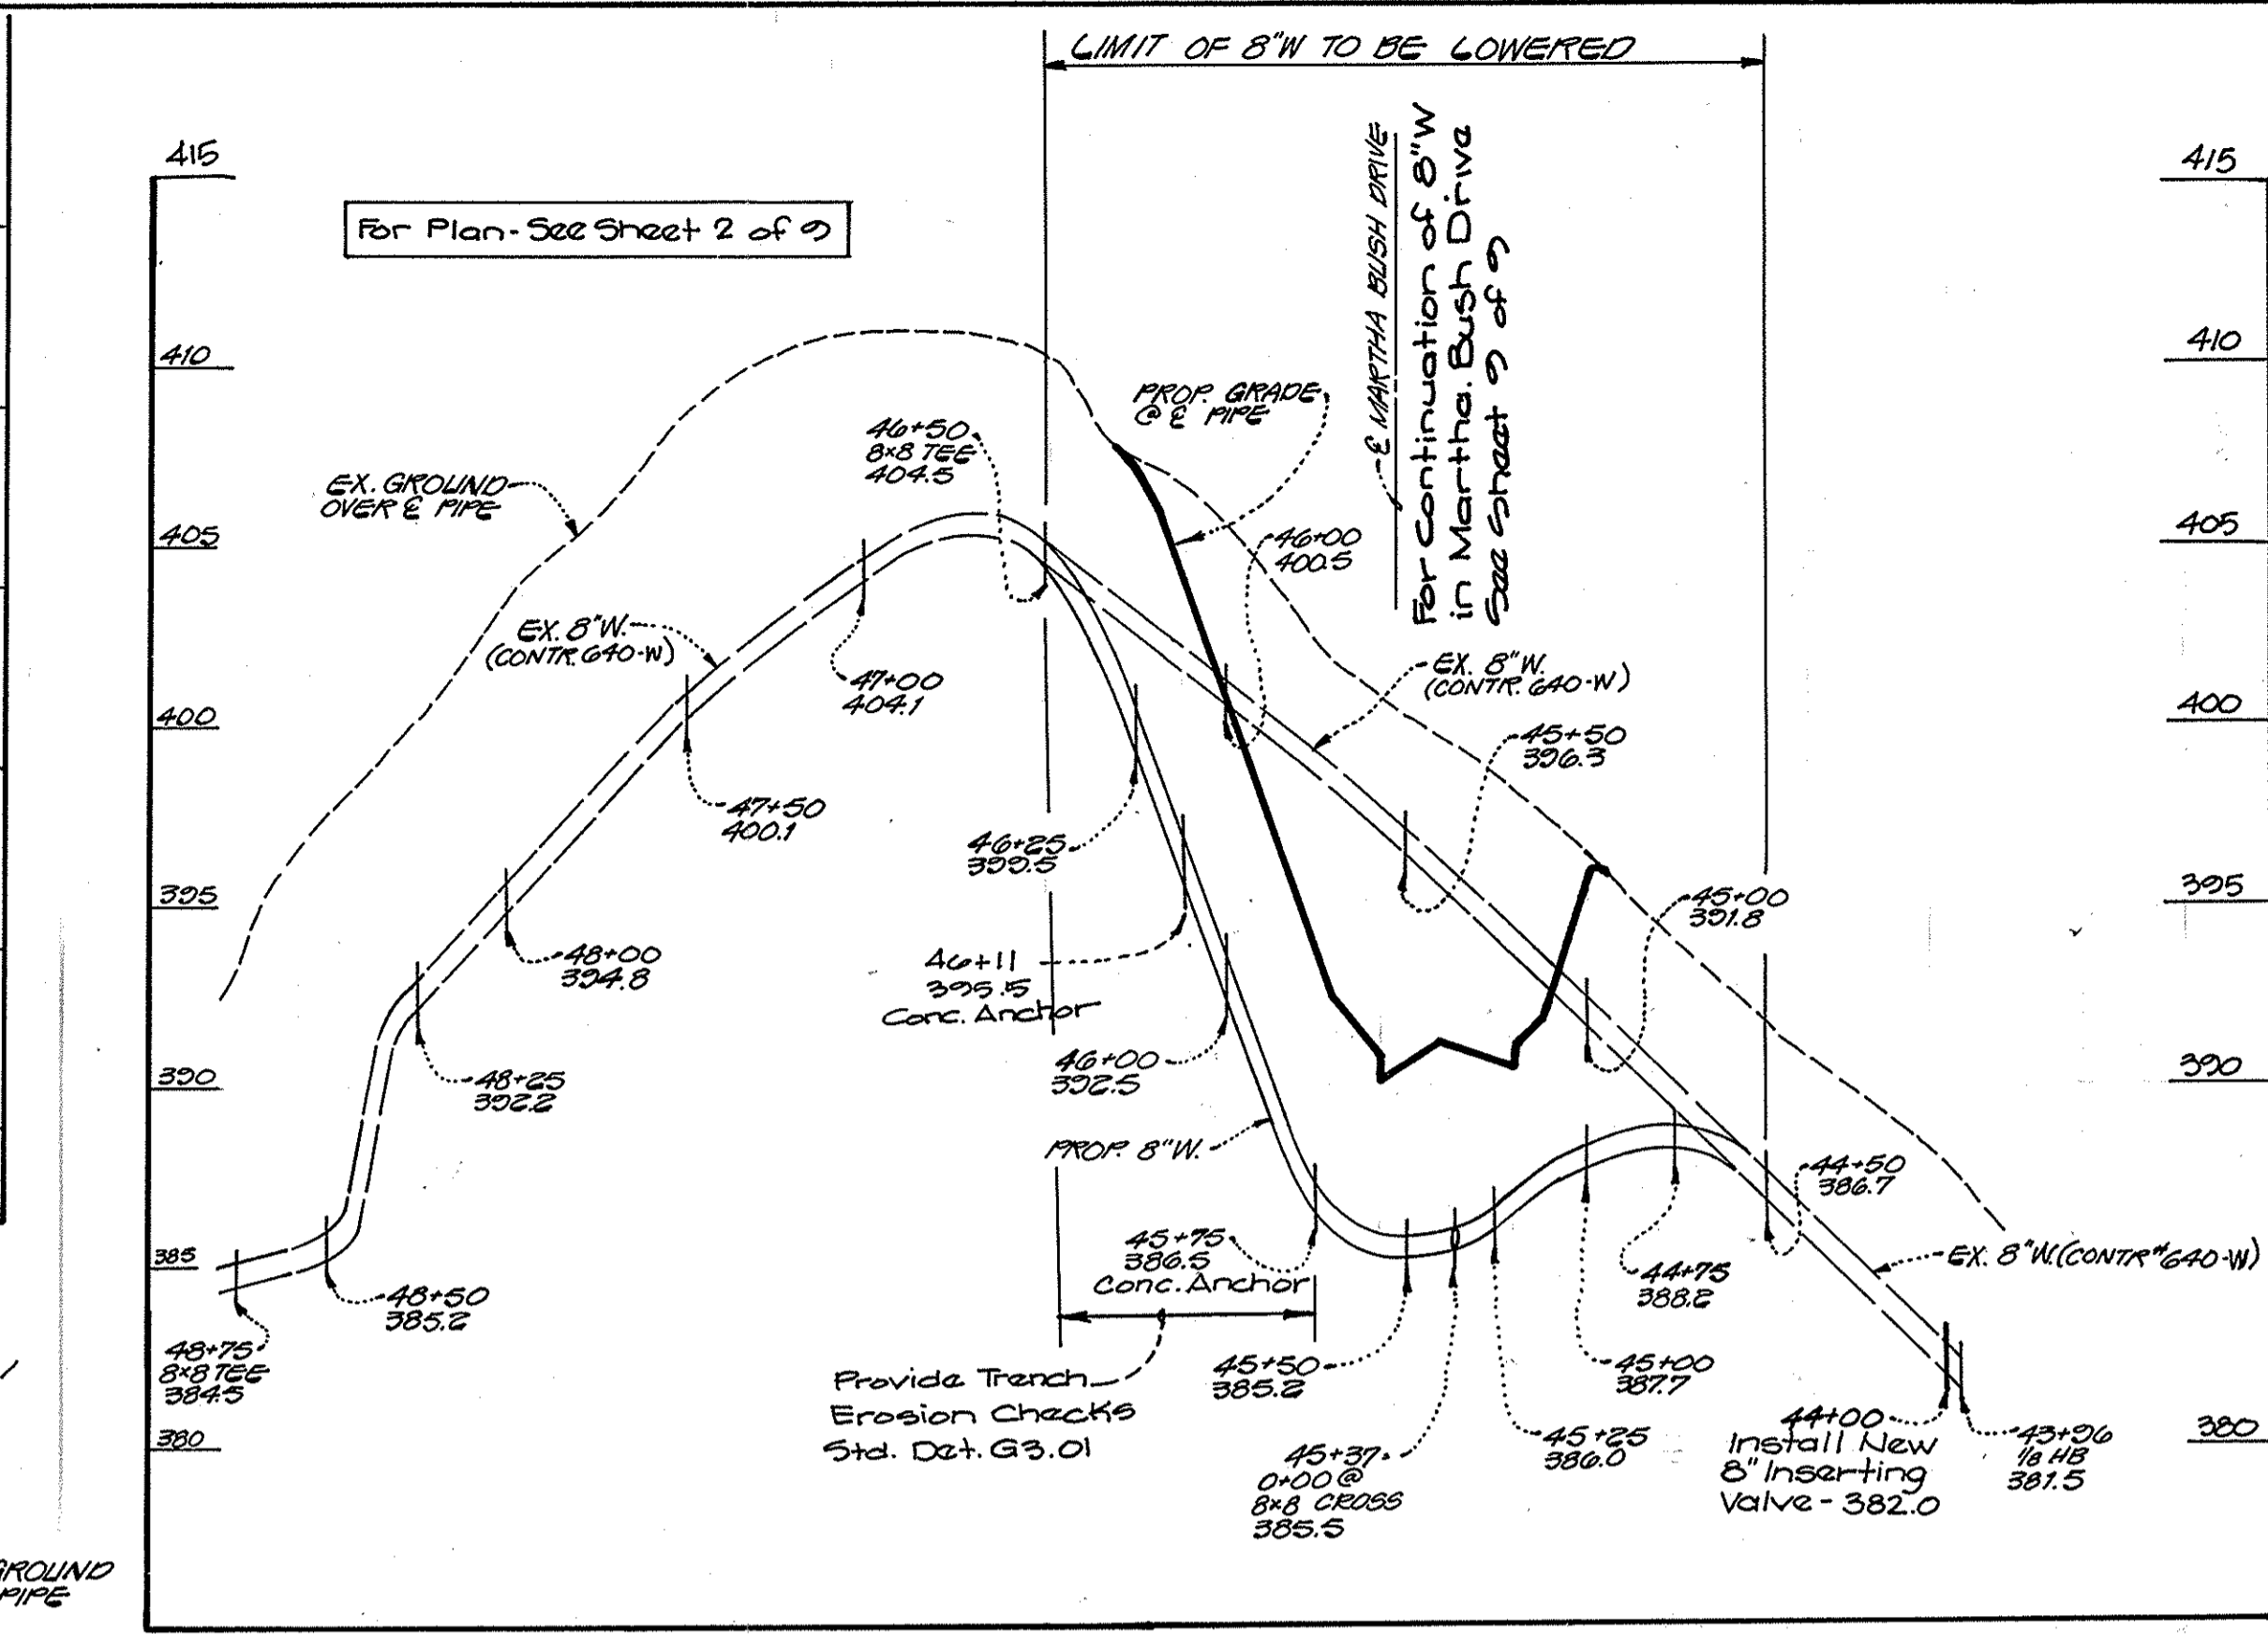 LIMIT OF 8"W TO BE LOWERED
415
415
For Plan-See Sheet 2 of 9
℄ MARTHA BUSH DRIVE
For Continuation of 8"W
in Martha Bush Drive
See Sheet 9 of 9
410
410
PROP. GRADE
@ ℄ PIPE
46+50
8x8 TEE
404.5
EX. GROUND
OVER ℄ PIPE
405
405
46+00
400.5
EX. 8"W.
(CONTR. 640-W)
EX. 8"W.
(CONTR. 640-W)
47+00
404.1
400
400
45+50
396.3
47+50
400.1
46+25
399.5
395
395
45+00
391.8
48+00
394.8
46+11
395.5
Conc. Anchor
46+00
392.5
390
390
48+25
392.2
PROP. 8"W.
44+50
386.7
385
45+75
386.5
Conc. Anchor
EX. 8"W.(CONTR#640-W)
44+75
388.2
48+50
385.2
48+75
8x8 TEE
384.5
45+50
385.2
45+00
387.7
Provide Trench
Erosion Checks
Std. Det. G3.01
380
380
45+37
0+00 @
8x8 CROSS
385.5
45+25
386.0
44+00
Install New
8" Inserting
Valve - 382.0
43+96
1/8 HB
381.5
GROUND
PIPE